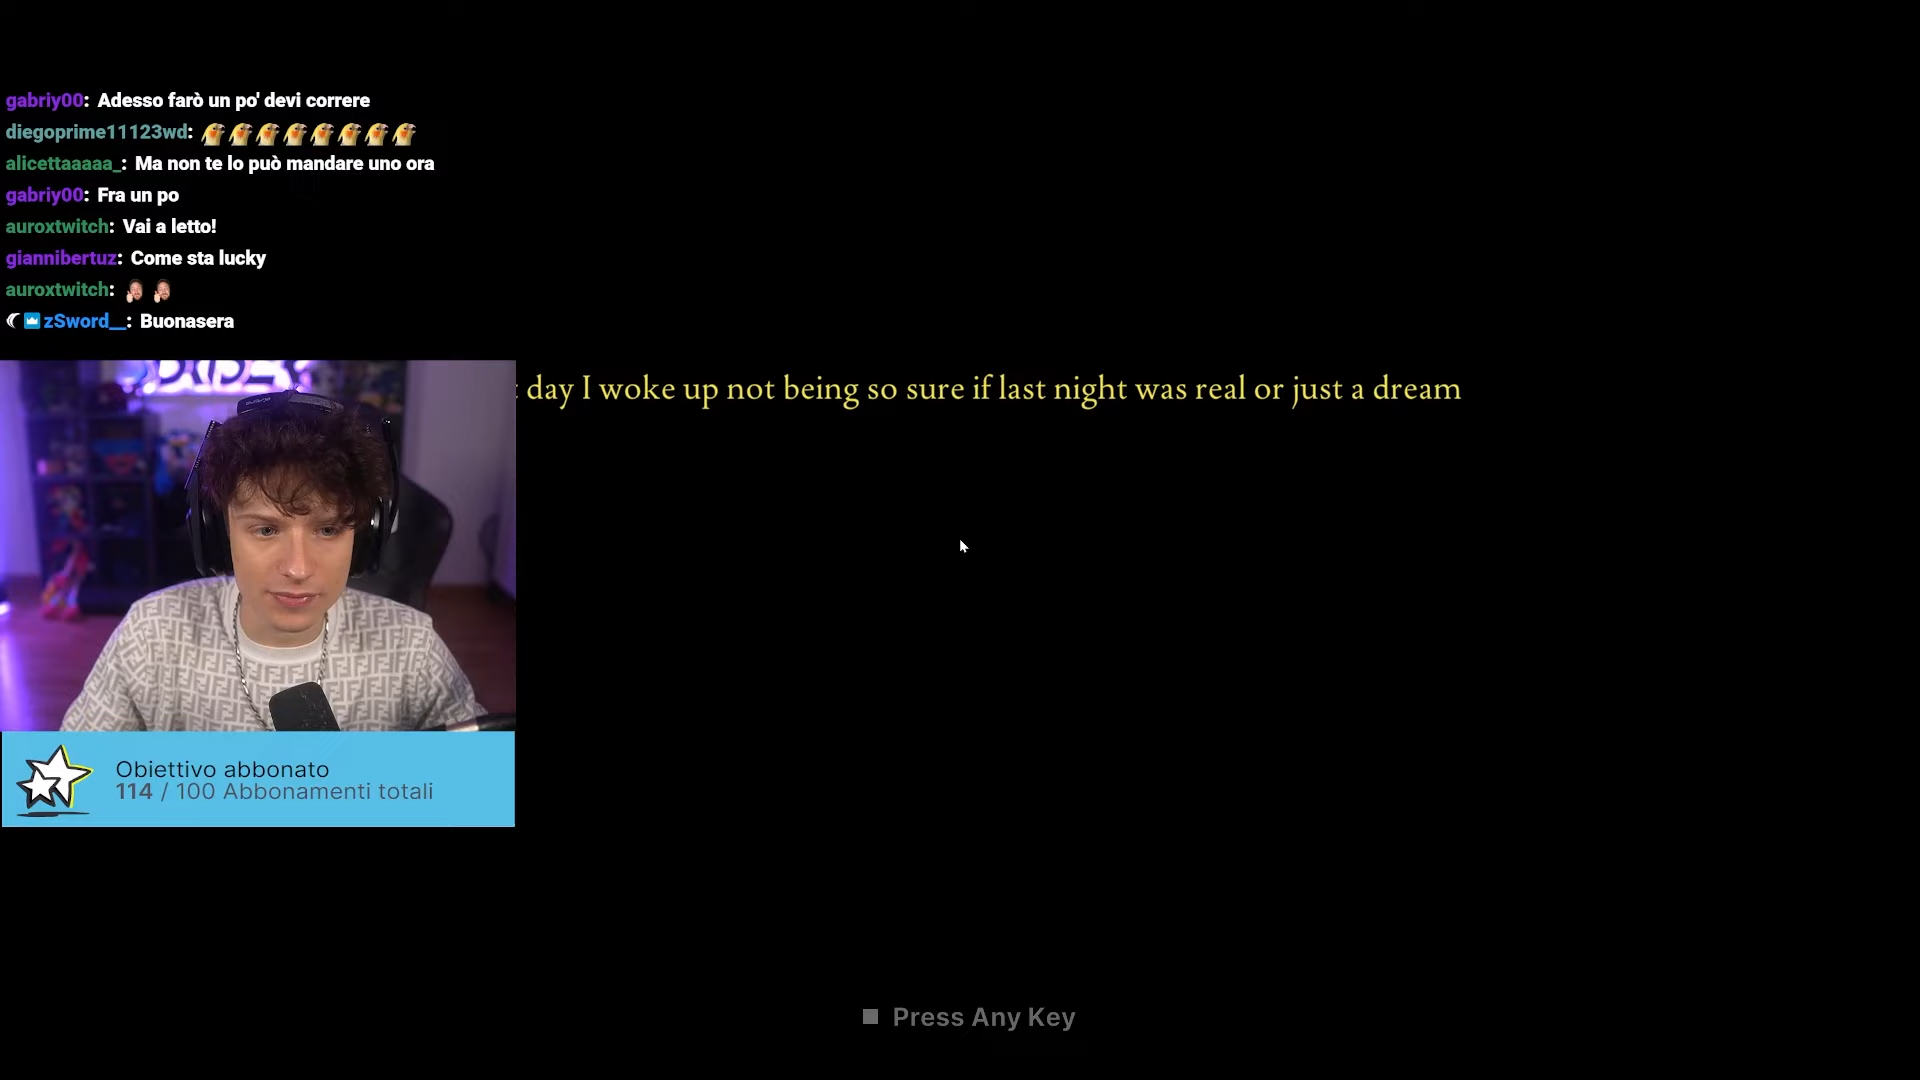 gabriy00: Adesso farò un po' devi correre
diegoprime11123wd:
alicettaaaaa_: Ma non te lo può mandare uno ora
gabriy00: Fra un po
auroxtwitch: Vai a letto!
giannibertuz: Come sta lucky
auroxtwitch:
zSword__: Buonasera
day I woke up not being so sure if last night was real or just a dream
Obiettivo abbonato
114 / 100 Abbonamenti totali
Press Any Key